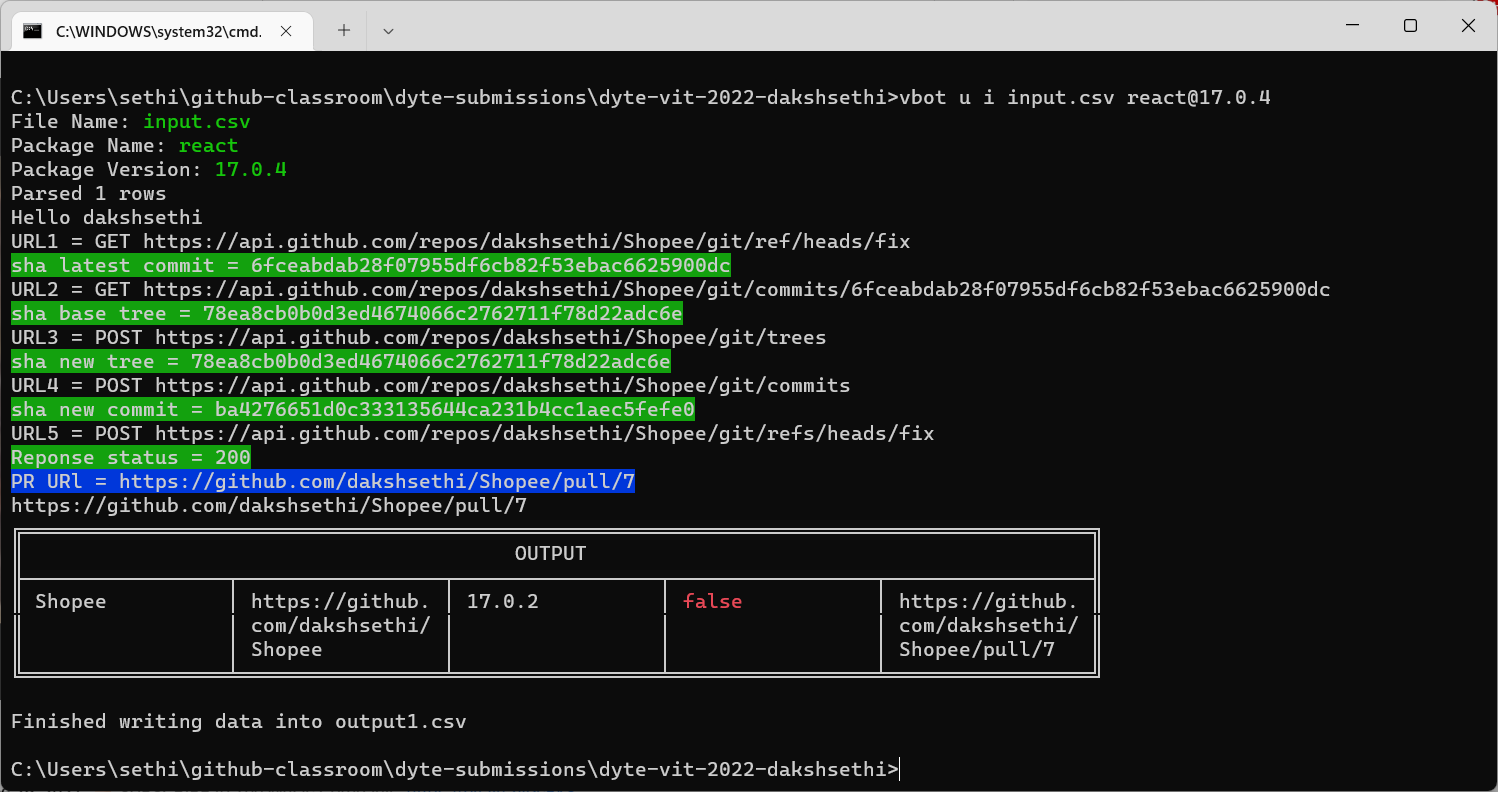 C:\WINDOWS\system32\cmd.
C:\Users\sethi\github-classroom\dyte-submissions\dyte-vit-2022-dakshsethi>vbot u i input.csv react@17.0.4
File Name: input.csv
Package Name: react
Package Version: 17.0.4
Parsed 1 rows
Hello dakshsethi
URL1 = GET https://api.github.com/repos/dakshsethi/Shopee/git/ref/heads/fix
sha latest commit = 6fceabdab28f07955df6cb82f53ebac6625900dc
URL2 = GET https://api.github.com/repos/dakshsethi/Shopee/git/commits/6fceabdab28f07955df6cb82f53ebac6625900dc
sha base tree = 78ea8cb0b0d3ed4674066c2762711f78d22adc6e
URL3 = POST https://api.github.com/repos/dakshsethi/Shopee/git/trees
sha new tree = 78ea8cb0b0d3ed4674066c2762711f78d22adc6e
URL4 = POST https://api.github.com/repos/dakshsethi/Shopee/git/commits
sha new commit = ba4276651d0c333135644ca231b4cc1aec5fefe0
URL5 = POST https://api.github.com/repos/dakshsethi/Shopee/git/refs/heads/fix
Reponse status = 200
PR URl = https://github.com/dakshsethi/Shopee/pull/7
https://github.com/dakshsethi/Shopee/pull/7
OUTPUT
Shopee https://github. 17.0.2 false https://github.
com/dakshsethi/ com/dakshsethi/
Shopee Shopee/pull/7
Finished writing data into output1.csv
C:\Users\sethi\github-classroom\dyte-submissions\dyte-vit-2022-dakshsethi>